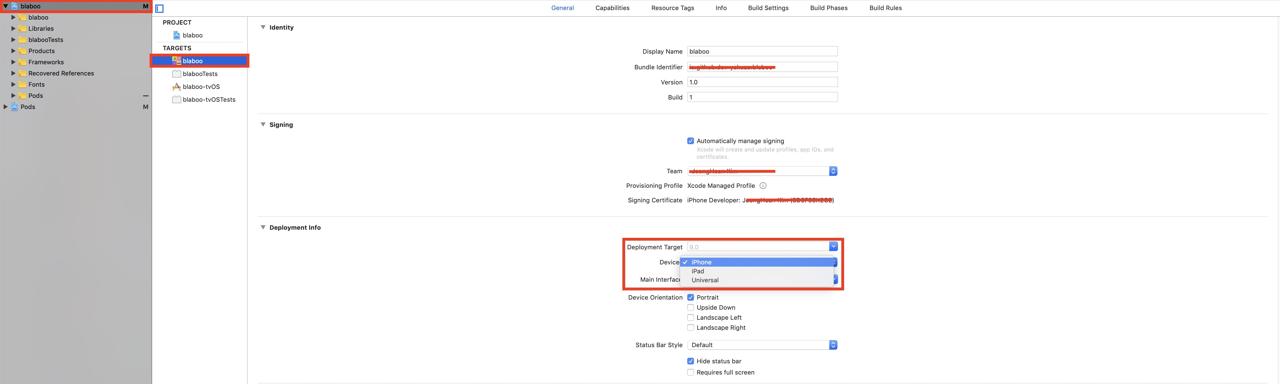 blaboo M
blaboo
Libraries
blabooTests
Products
Frameworks
Recovered References
Fonts
Pods
Pods M
PROJECT
blaboo
TARGETS
blaboo
blabooTests
blaboo-tvOS
blaboo-tvOSTests
General Capabilities Resource Tags Info Build Settings Build Phases Build Rules
Identity
Display Name blaboo
Bundle Identifier
Version 1.0
Build 1
Signing
Automatically manage signing
Xcode will create and update profiles, app IDs, and
certificates.
Team
Provisioning Profile Xcode Managed Profile
Signing Certificate iPhone Developer:
Deployment Info
Deployment Target 9.0
Device
iPhone
iPad
Universal
Main Interface
Device Orientation Portrait
Upside Down
Landscape Left
Landscape Right
Status Bar Style Default
Hide status bar
Requires full screen